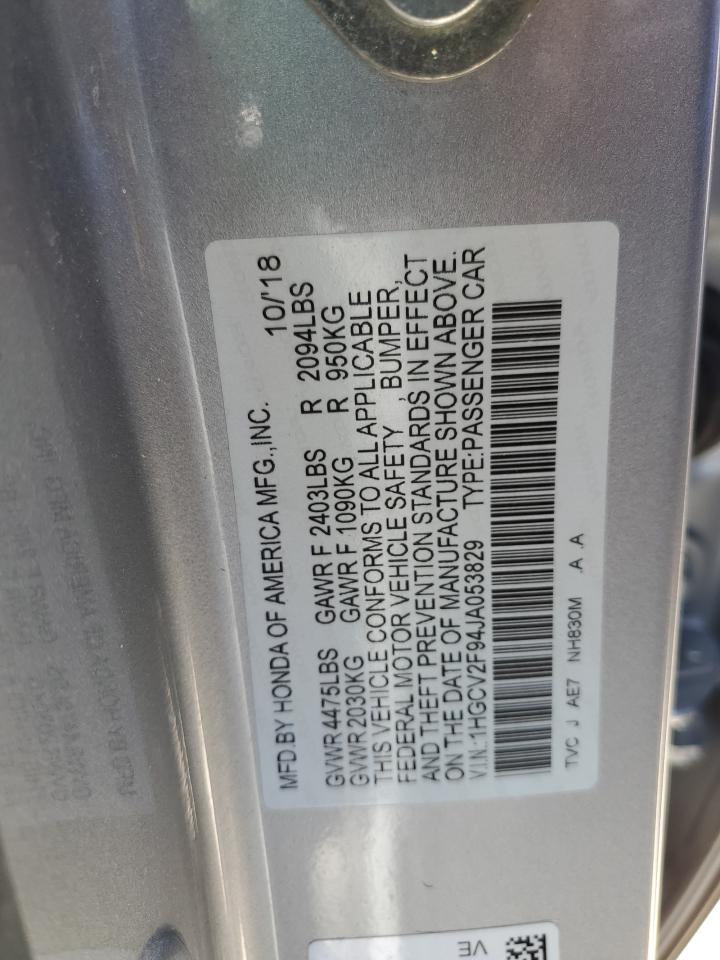 MFD.BY HONDA OF AMERICA MFG.,INC. 10/'18
GVWR 4475LBS GAWR F 2403LBS R 2094LBS
GVWR 2030KG GAWR F 1090KG R 950KG
THIS VEHICLE CONFORMS TO ALL APPLICABLE
FEDERAL MOTOR VEHICLE SAFETY , BUMPER,
AND THEFT PREVENTION STANDARDS IN EFFECT
ON THE DATE OF MANUFACTURE SHOWN ABOVE.
V.I.N.:1HGCV2F94JA053829 TYPE:PASSENGER CAR
TVC J AE7 NH830M .A .A
VE